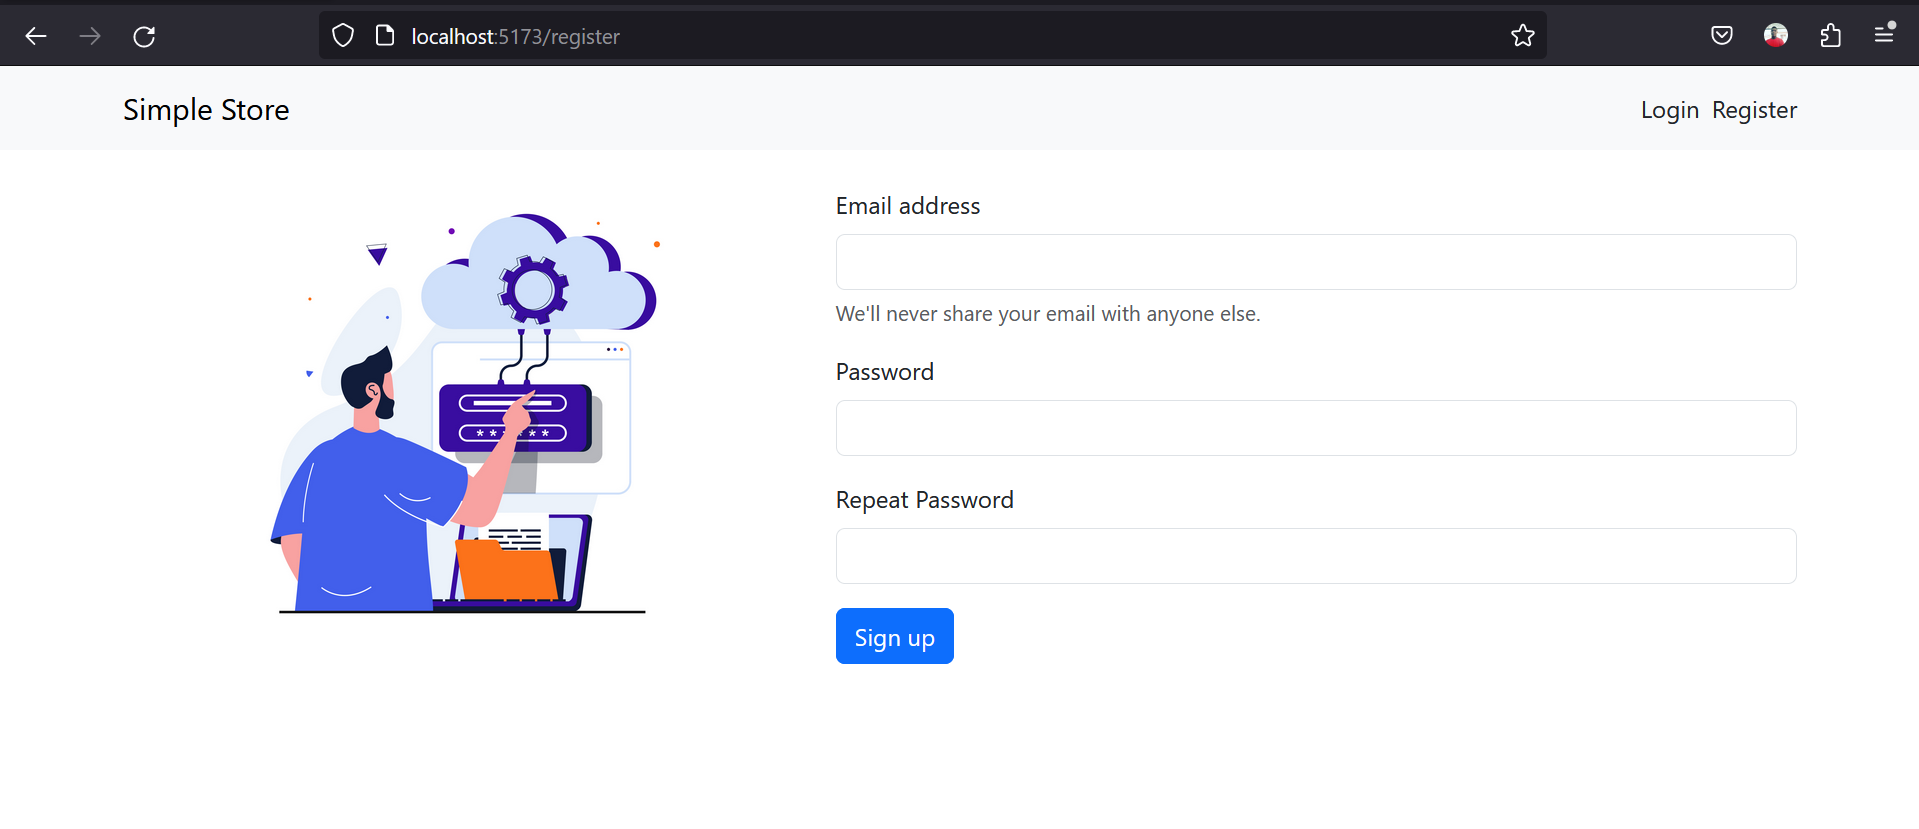 localhost:5173/register
Simple Store
Login Register
Email address
We'll never share your email with anyone else.
Password
******
Repeat Password
Sign up